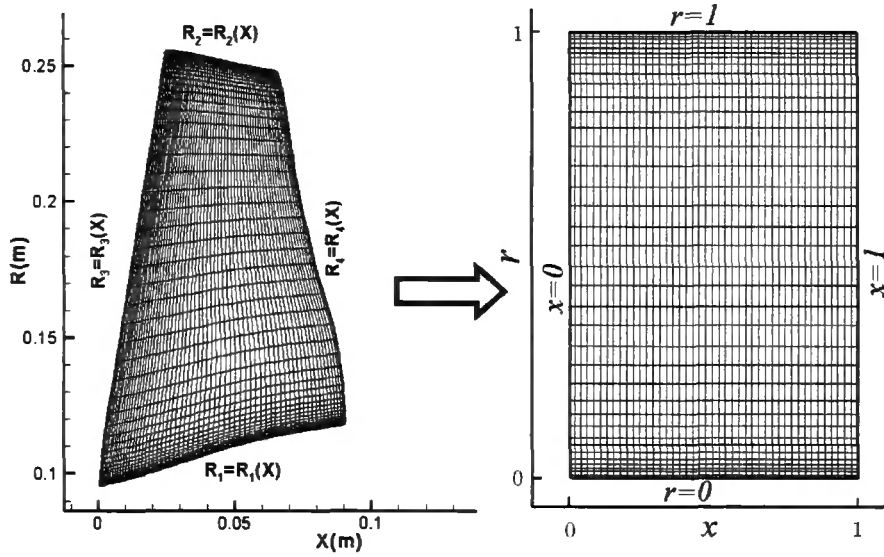 R2=R2(X)
0.25
0.2
0.15
0.1
R(m)
R3=R3(X)
R4=R4(X)
R1=R1(X)
0
0.05
0.1
X(m)
r=1
1
r
x=0
x=1
0
r=0
0
x
1